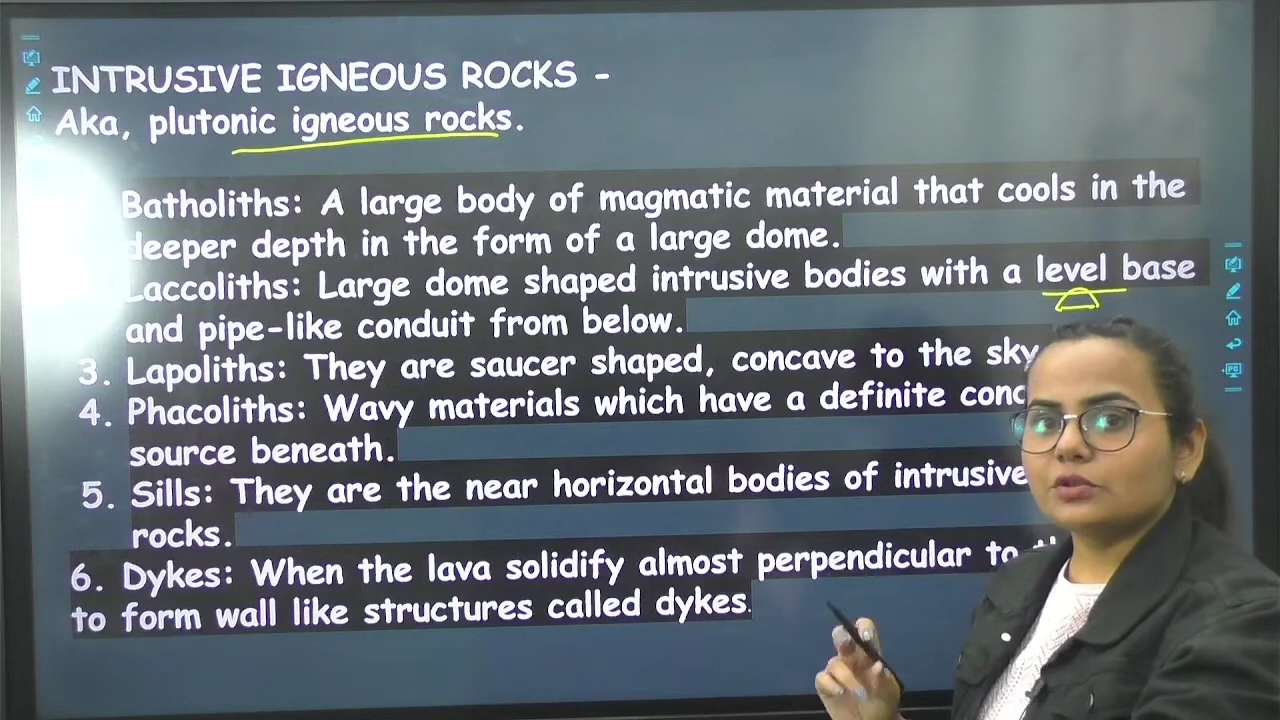 INTRUSIVE IGNEOUS ROCKS -
Aka, plutonic igneous rocks.
Batholiths: A large body of magmatic material that cools in the
deeper depth in the form of a large dome.
Laccoliths: Large dome shaped intrusive bodies with a level base
and pipe-like conduit from below.
3. Lapoliths: They are saucer shaped, concave to the sky
4. Phacoliths: Wavy materials which have a definite
source beneath.
5. Sills: They are the near horizontal bodies of intrusive
rocks.
6. Dykes: When the lava solidify almost perpendicular to
to form wall like structures called dykes.